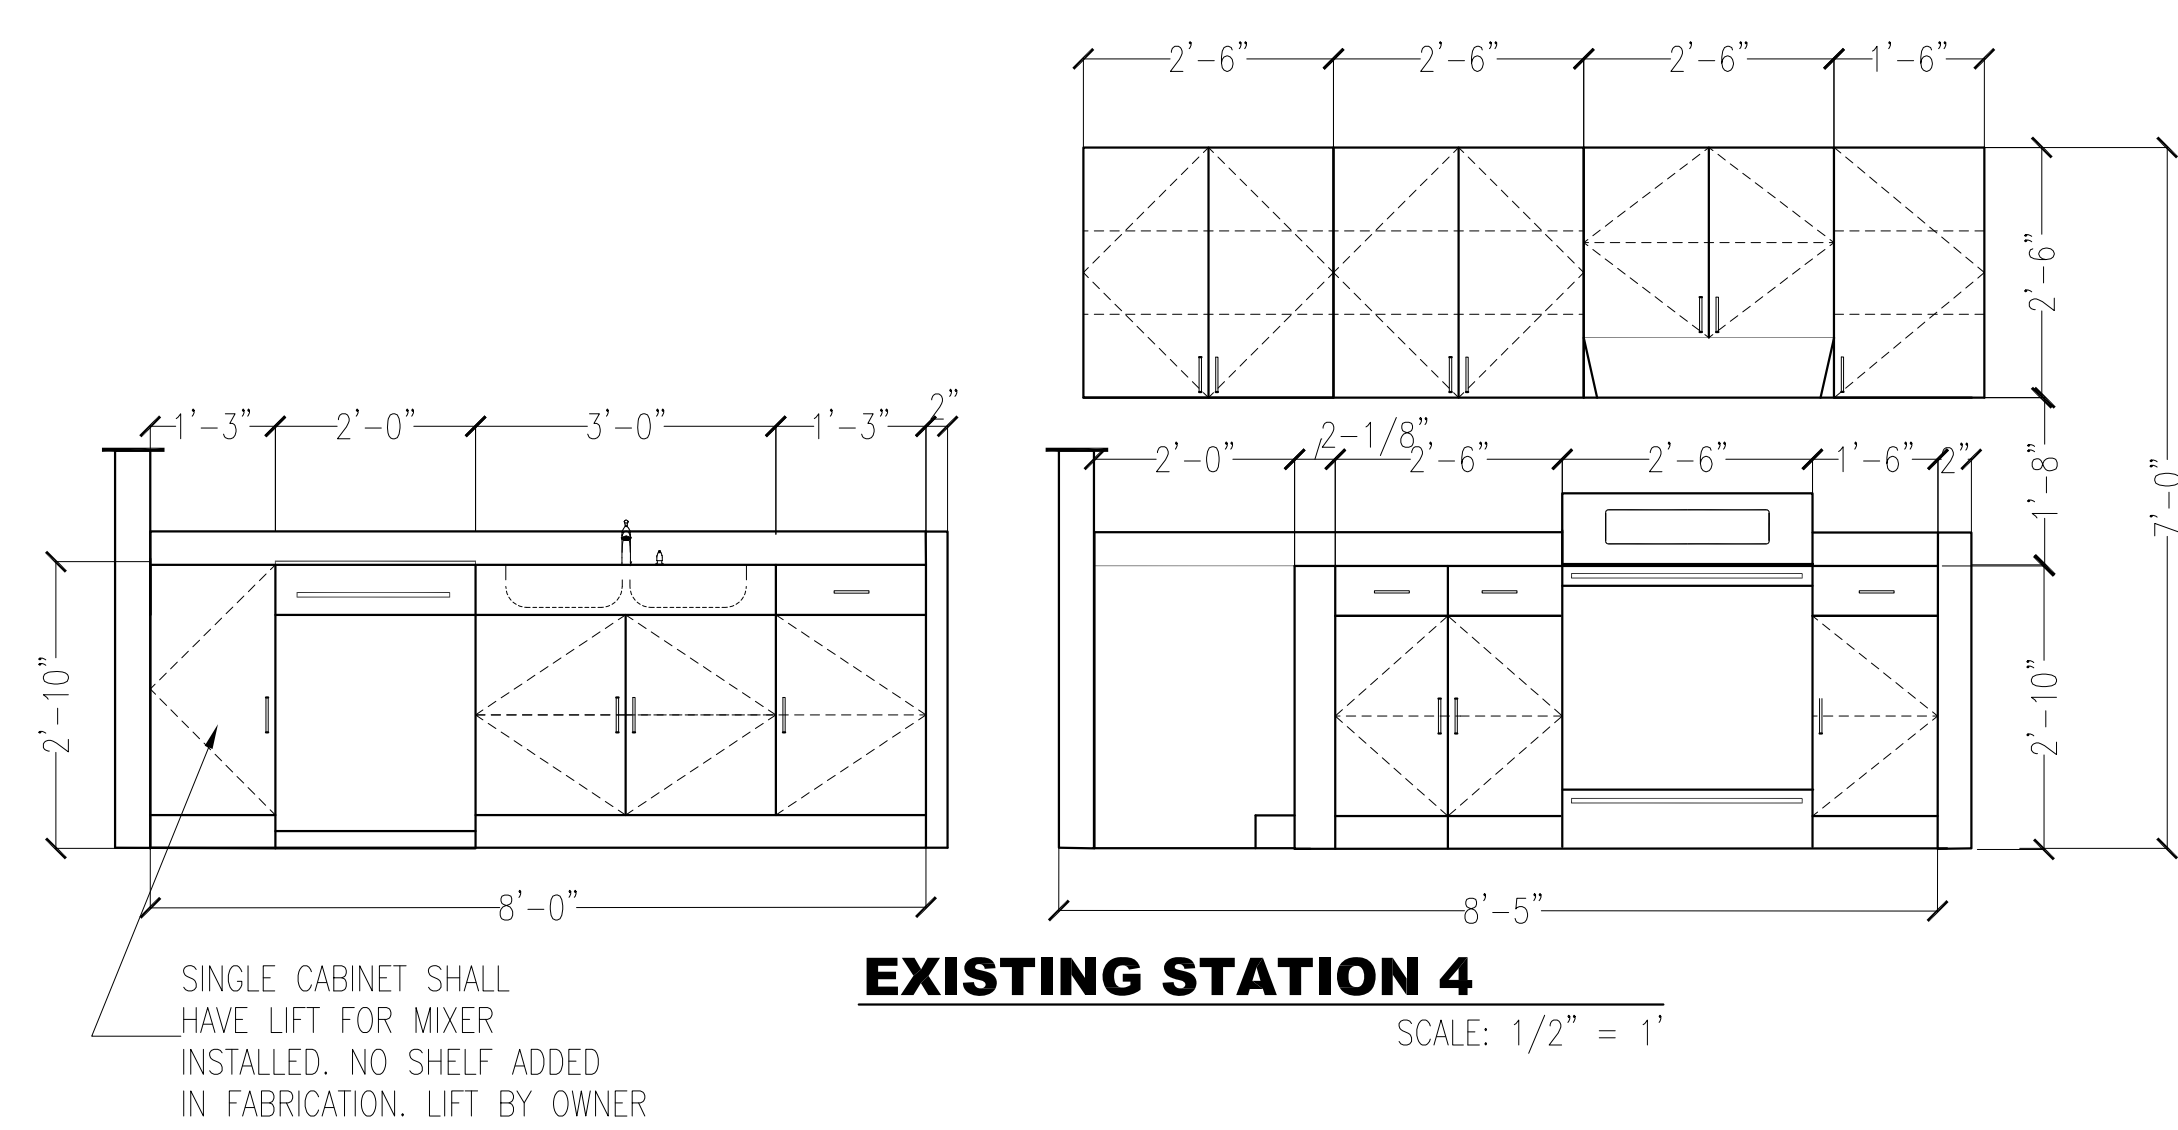 2'-6" 2'-6" 2'-6" 1'-6"
2'-6"
1'-8"
7'-0"
2'-10"
1'-3" 2'-0" 3'-0" 1'-3" 2"
2'-10"
8'-0"
2'-0" 2-1/8" 2'-6" 2'-6" 1'-6" 2"
8'-5"
SINGLE CABINET SHALL
HAVE LIFT FOR MIXER
INSTALLED. NO SHELF ADDED
IN FABRICATION. LIFT BY OWNER
EXISTING STATION 4
SCALE: 1/2" = 1'